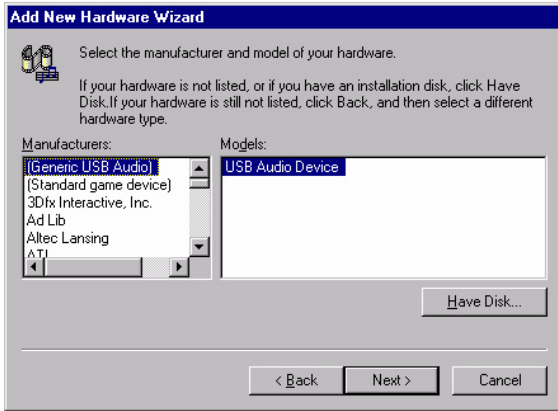 Add New Hardware Wizard
Select the manufacturer and model of your hardware.
If your hardware is not listed, or if you have an installation disk, click Have
Disk.If your hardware is still not listed, click Back, and then select a different
hardware type.
Manufacturers:
(Generic USB Audio)
(Standard game device)
3Dfx Interactive, Inc.
Ad Lib
Altec Lansing
ATI
Models:
USB Audio Device
Have Disk...
< Back
Next >
Cancel